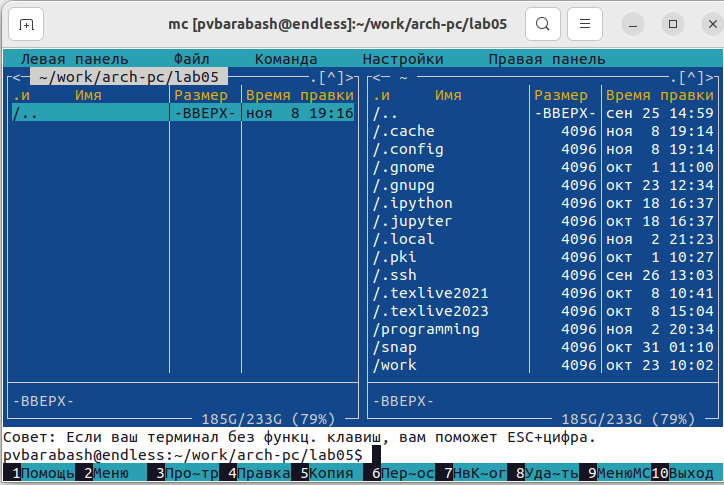 mc [pvbarabash@endless]:~/work/arch-pc/lab05
Левая панель Файл Команда Настройки Правая панель
<─ ~/work/arch-pc/lab05 ─.[^]>
.и Имя Размер Время правки
/.. -ВВЕРХ- ноя 8 19:16
-ВВЕРХ-
185G/233G (79%)
<─ ~ ─.[^]>
.и Имя Размер Время правки
/.. -ВВЕРХ- сен 25 14:59
/.cache 4096 ноя 8 19:14
/.config 4096 ноя 8 19:14
/.gnome 4096 окт 1 11:00
/.gnupg 4096 окт 23 12:34
/.ipython 4096 окт 18 16:37
/.jupyter 4096 окт 18 16:37
/.local 4096 ноя 2 21:23
/.pki 4096 окт 1 10:27
/.ssh 4096 сен 26 13:03
/.texlive2021 4096 окт 8 10:41
/.texlive2023 4096 окт 8 15:04
/programming 4096 ноя 2 20:34
/snap 4096 окт 31 01:10
/work 4096 окт 23 10:02
-ВВЕРХ-
185G/233G (79%)
Совет: Если ваш терминал без функц. клавиш, вам поможет ESC+цифра.
pvbarabash@endless:~/work/arch-pc/lab05$
1Помощь 2Меню 3Про~тр 4Правка 5Копия 6Пер~ос 7НвК~ог 8Уда~ть 9МенюMC 10Выход